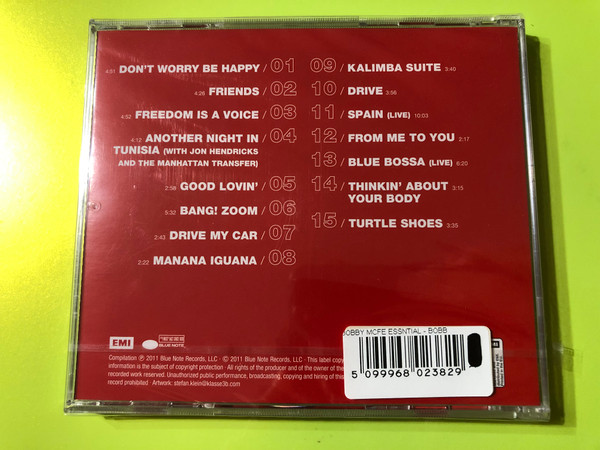 4:51 DON'T WORRY BE HAPPY / 01
4:26 FRIENDS / 02
4:52 FREEDOM IS A VOICE / 03
4:12 ANOTHER NIGHT IN / 04
TUNISIA (WITH JON HENDRICKS
AND THE MANHATTAN TRANSFER)
2:58 GOOD LOVIN' / 05
5:32 BANG! ZOOM / 06
2:43 DRIVE MY CAR / 07
2:22 MANANA IGUANA / 08
09 / KALIMBA SUITE 5:40
10 / DRIVE 3:56
11 / SPAIN (LIVE) 10:03
12 / FROM ME TO YOU 2:17
13 / BLUE BOSSA (LIVE) 6:20
14 / THINKIN' ABOUT 3:15
YOUR BODY
15 / TURTLE SHOES 3:35
EMI
BLUE NOTE
Compilation ℗ 2011 Blue Note Records, LLC · © 2011 Blue Note Records, LLC · This label copy
information is the subject of copyright protection · All rights of the producer and of the owner of the
recorded work reserved. Unauthorized public performance, broadcasting, copying and hiring of this
record prohibited Artwork: stefan.klein@klasse3b.com
BOBBY MCFE ESSNTIAL - BOBB
5 099968 023829